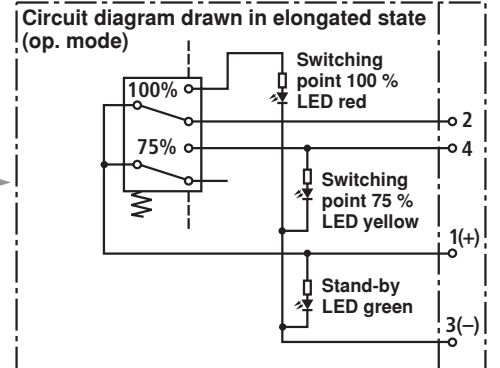 Circuit diagram drawn in elongated state
(op. mode)
100%
75%
Switching
point 100 %
LED red
2
4
Switching
point 75 %
LED yellow
1(+)
Stand-by
LED green
3(–)